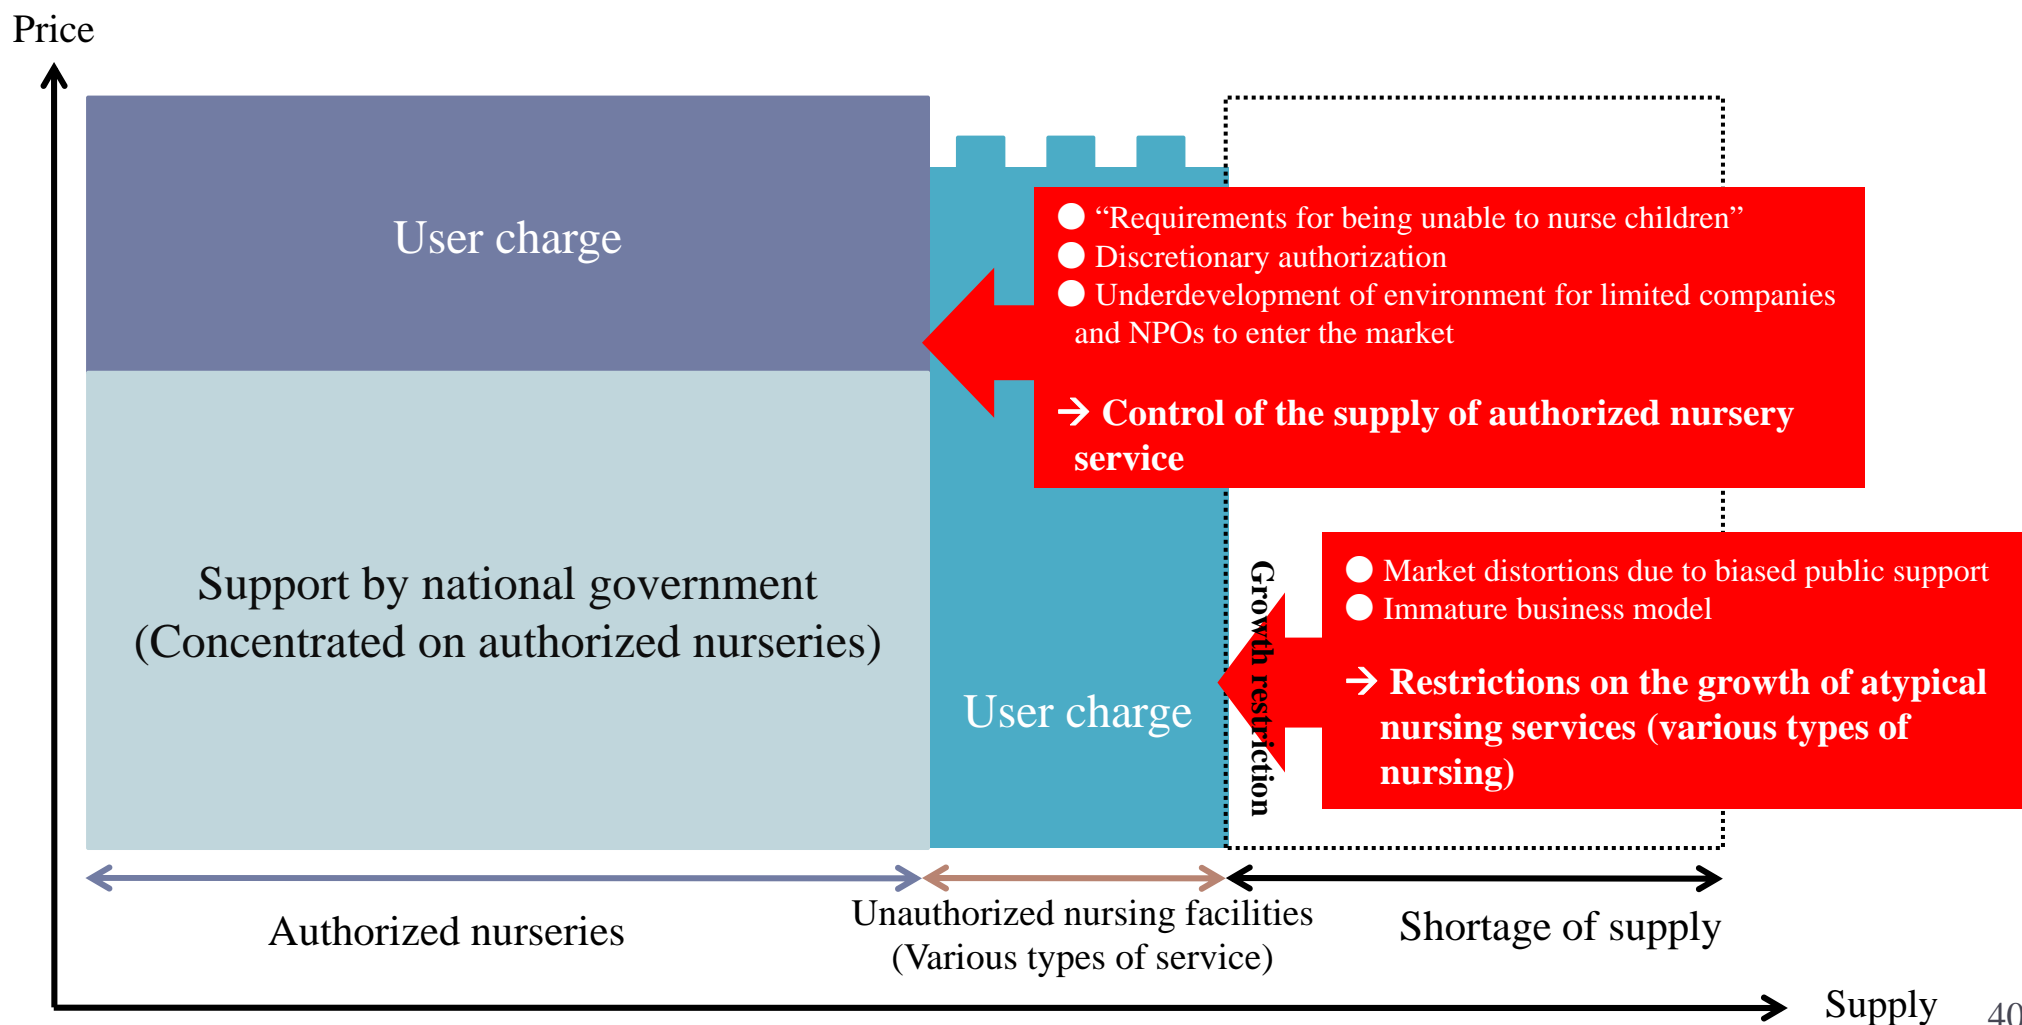 Price
User charge
Support by national government
(Concentrated on authorized nurseries)
User charge
● “Requirements for being unable to nurse children”
● Discretionary authorization
● Underdevelopment of environment for limited companies
and NPOs to enter the market
→ Control of the supply of authorized nursery
service
Growth restriction
● Market distortions due to biased public support
● Immature business model
→ Restrictions on the growth of atypical
nursing services (various types of
nursing)
Authorized nurseries
Unauthorized nursing facilities
(Various types of service)
Shortage of supply
Supply
40